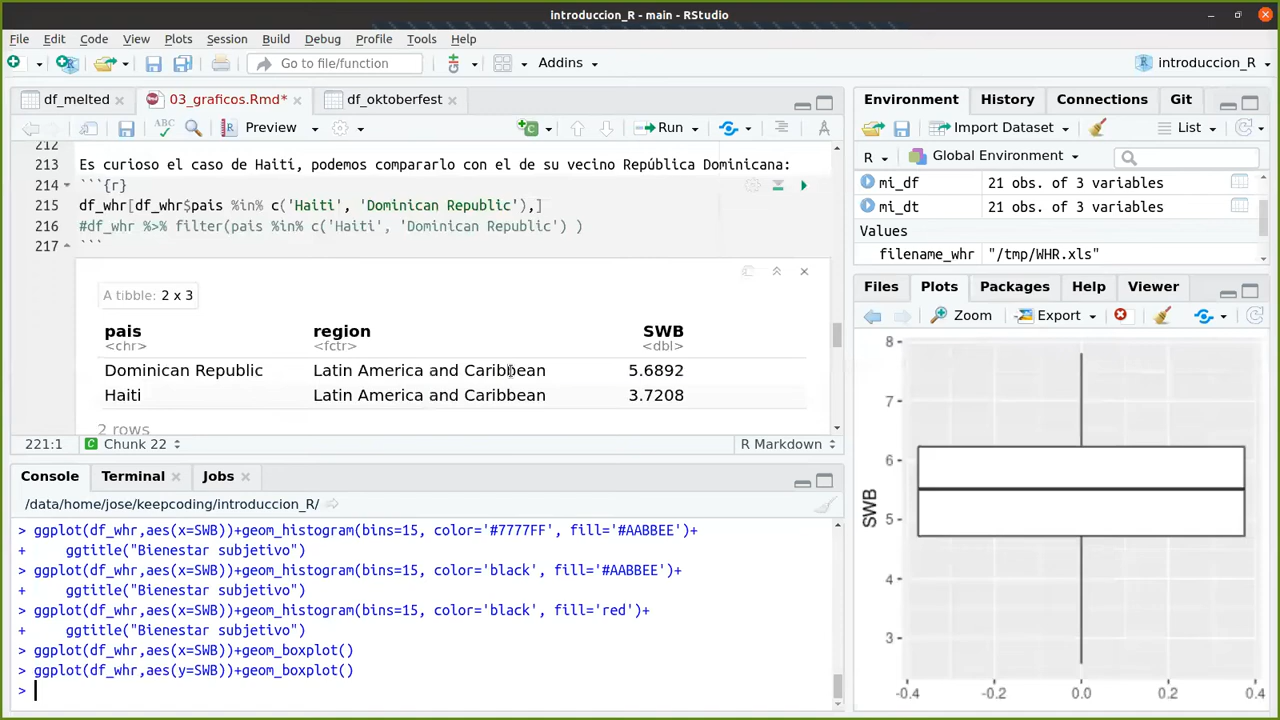 introduccion_R - main - RStudio
File Edit Code View Plots Session Build Debug Profile Tools Help
Go to file/function Addins introduccion_R
df_melted 03_graficos.Rmd* df_oktoberfest
ABC Preview Run
212
213 Es curioso el caso de Haití, podemos compararlo con el de su vecino República Dominicana:
214 ```{r}
215 df_whr[df_whr$pais %in% c('Haiti', 'Dominican Republic'),]
216 #df_whr %>% filter(pais %in% c('Haiti', 'Dominican Republic') )
217 ```
A tibble: 2 x 3
pais region SWB
<chr> <fctr> <dbl>
Dominican Republic Latin America and Caribbean 5.6892
Haiti Latin America and Caribbean 3.7208
2 rows
221:1 Chunk 22 R Markdown
Console Terminal Jobs
/data/home/jose/keepcoding/introduccion_R/
> ggplot(df_whr,aes(x=SWB))+geom_histogram(bins=15, color='#7777FF', fill='#AABBEE')+
+ ggtitle("Bienestar subjetivo")
> ggplot(df_whr,aes(x=SWB))+geom_histogram(bins=15, color='black', fill='#AABBEE')+
+ ggtitle("Bienestar subjetivo")
> ggplot(df_whr,aes(x=SWB))+geom_histogram(bins=15, color='black', fill='red')+
+ ggtitle("Bienestar subjetivo")
> ggplot(df_whr,aes(x=SWB))+geom_boxplot()
> ggplot(df_whr,aes(y=SWB))+geom_boxplot()
>
Environment History Connections Git
Import Dataset List
R Global Environment
mi_df 21 obs. of 3 variables
mi_dt 21 obs. of 3 variables
Values
filename_whr "/tmp/WHR.xls"
Files Plots Packages Help Viewer
Zoom Export
8
7
6
5
4
3
SWB
-0.4 -0.2 0.0 0.2 0.4